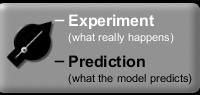 Experiment
(what really happens)
Prediction
(what the model predicts)